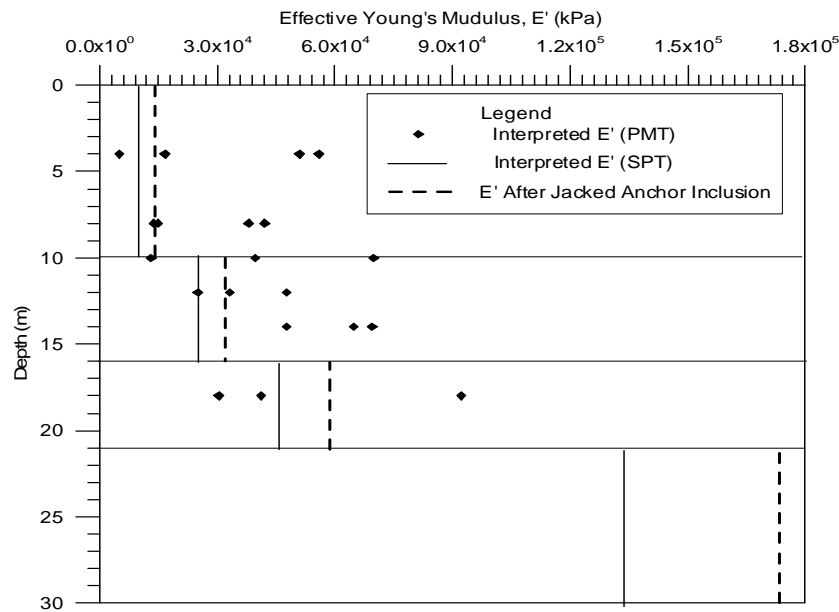 Effective Young's Mudulus, E' (kPa)
0.0x10⁰ 3.0x10⁴ 6.0x10⁴ 9.0x10⁴ 1.2x10⁵ 1.5x10⁵ 1.8x10⁵
0
Legend
Interpreted E' (PMT)
Interpreted E' (SPT)
E' After Jacked Anchor Inclusion
5
10
15
20
25
30
Depth (m)